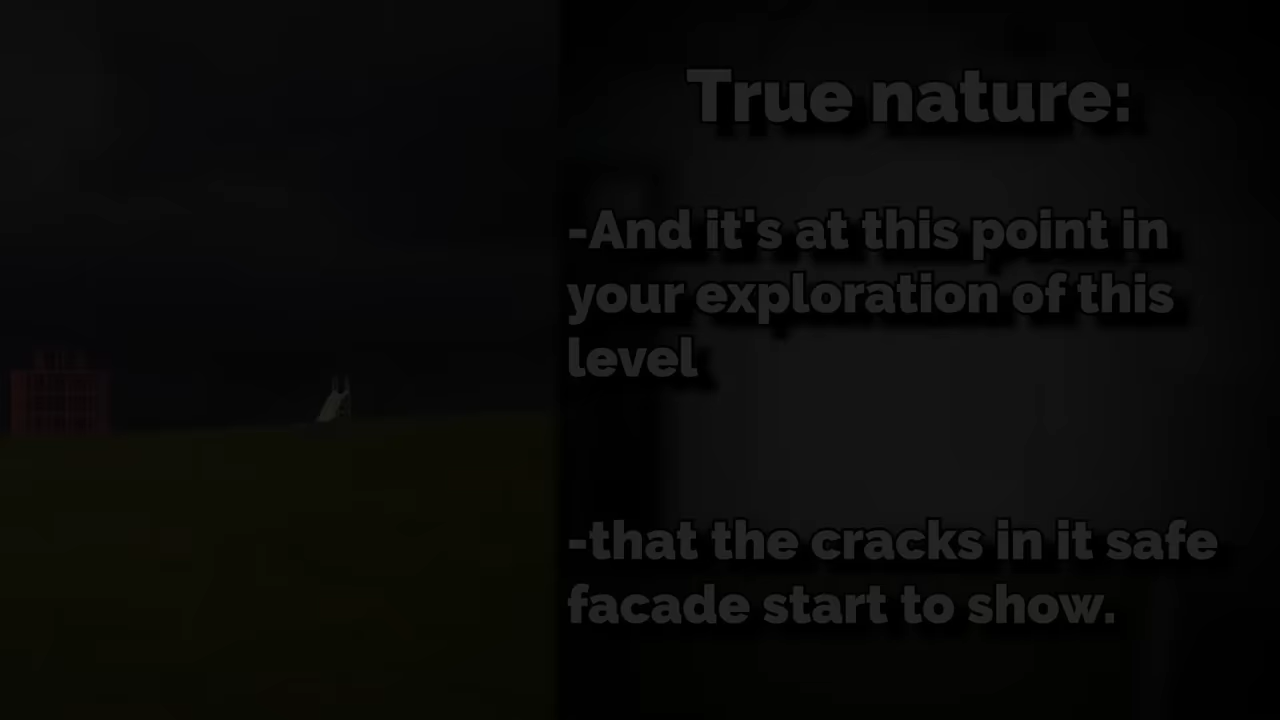 True nature:
-And it's at this point in
your exploration of this
level
-that the cracks in it safe
facade start to show.